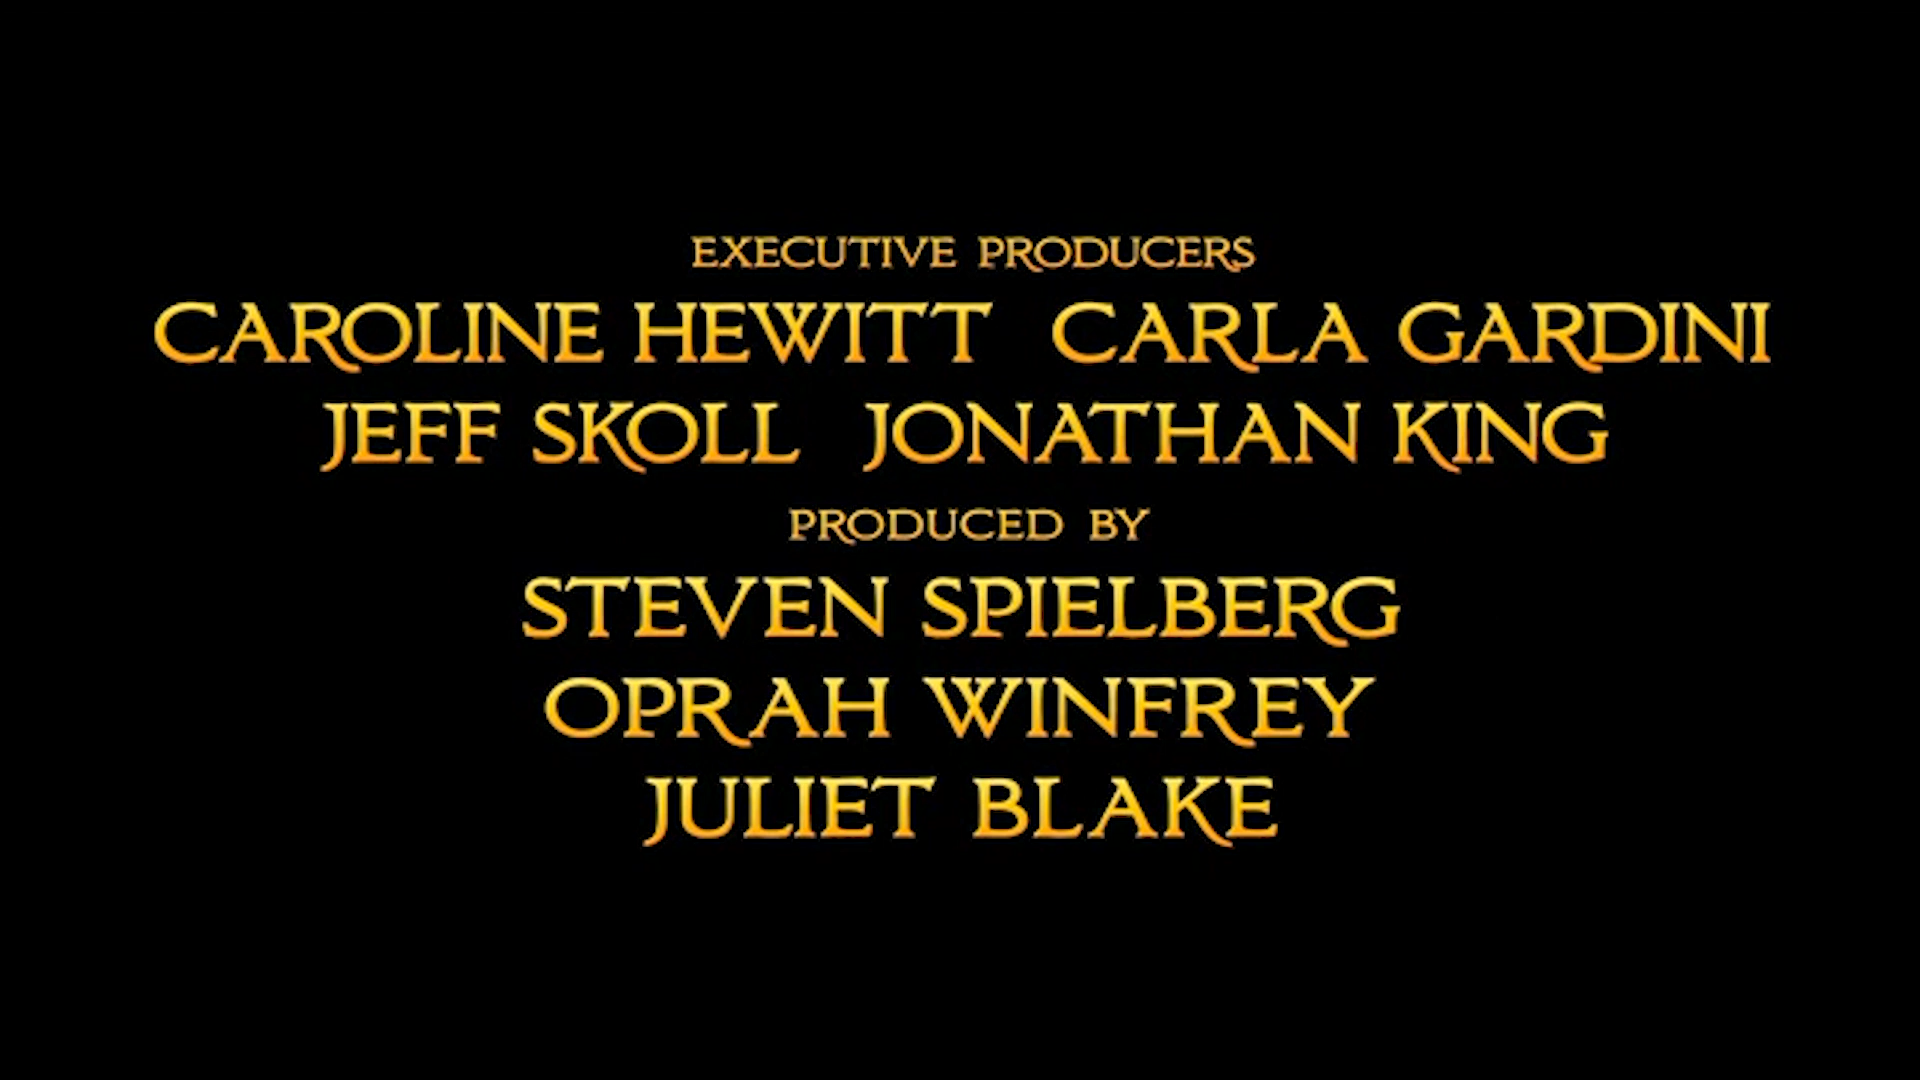 EXECUTIVE PRODUCERS
CAROLINE HEWITT CARLA GARDINI
JEFF SKOLL JONATHAN KING
PRODUCED BY
STEVEN SPIELBERG
OPRAH WINFREY
JULIET BLAKE